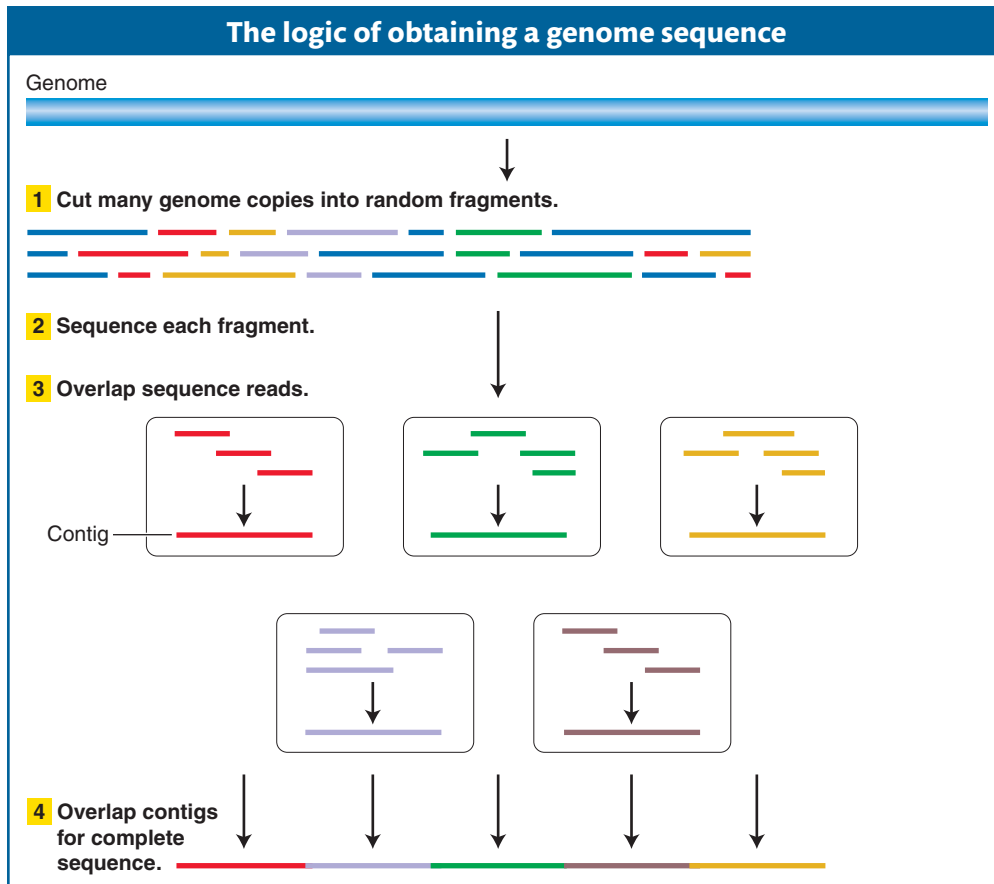 The logic of obtaining a genome sequence
Genome
1 Cut many genome copies into random fragments.
2 Sequence each fragment.
3 Overlap sequence reads.
Contig
4 Overlap contigs
for complete
sequence.